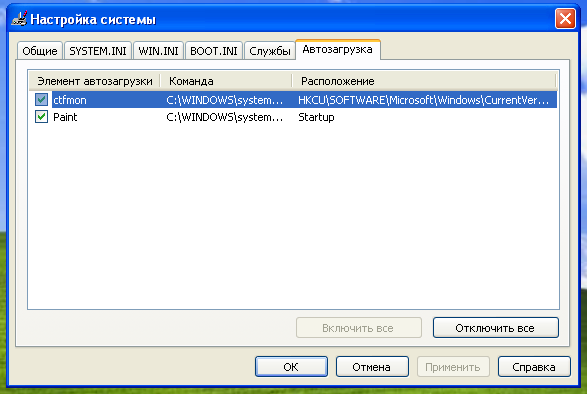 Настройка системы
Общие SYSTEM.INI WIN.INI BOOT.INI Службы Автозагрузка
Элемент автозагрузки Команда Расположение
ctfmon C:\WINDOWS\system... HKCU\SOFTWARE\Microsoft\Windows\CurrentVer...
Paint C:\WINDOWS\system... Startup
Включить все Отключить все
ОК Отмена Применить Справка